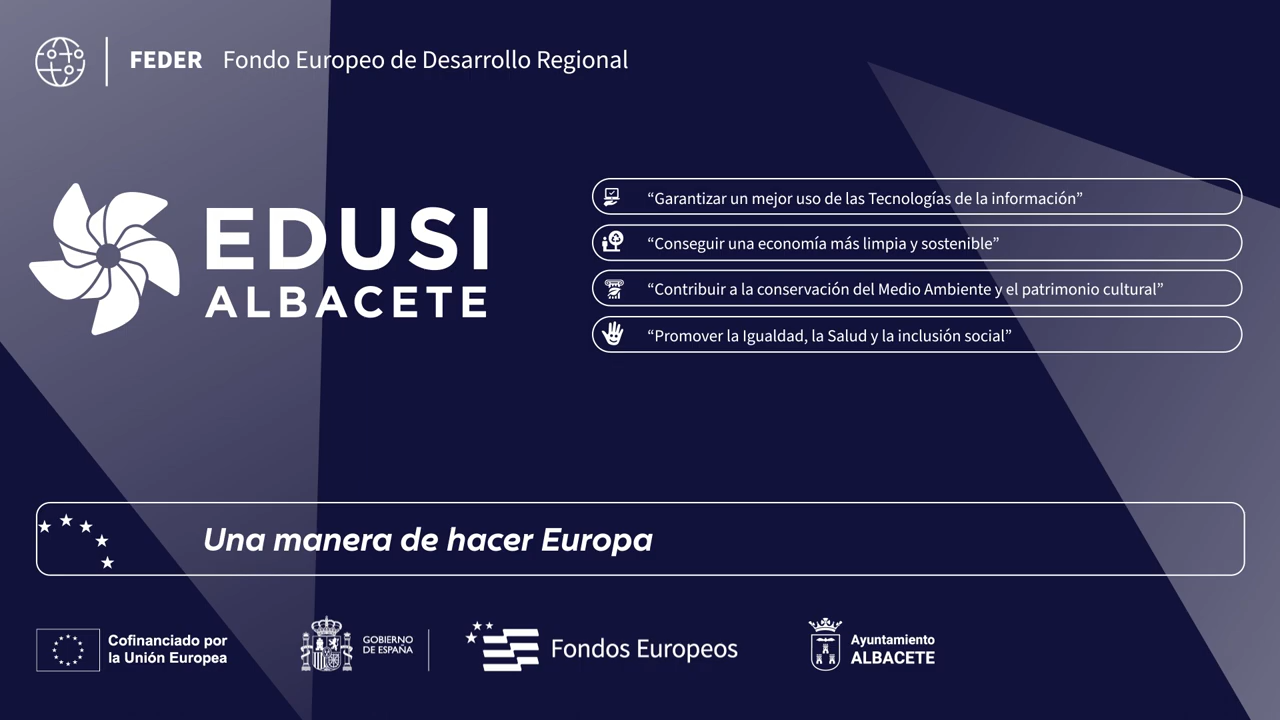 FEDER Fondo Europeo de Desarrollo Regional
EDUSI
ALBACETE
“Garantizar un mejor uso de las Tecnologías de la información”
“Conseguir una economía más limpia y sostenible”
“Contribuir a la conservación del Medio Ambiente y el patrimonio cultural”
“Promover la Igualdad, la Salud y la inclusión social”
Una manera de hacer Europa
Cofinanciado por
la Unión Europea
GOBIERNO
DE ESPAÑA
Fondos Europeos
Ayuntamiento
ALBACETE